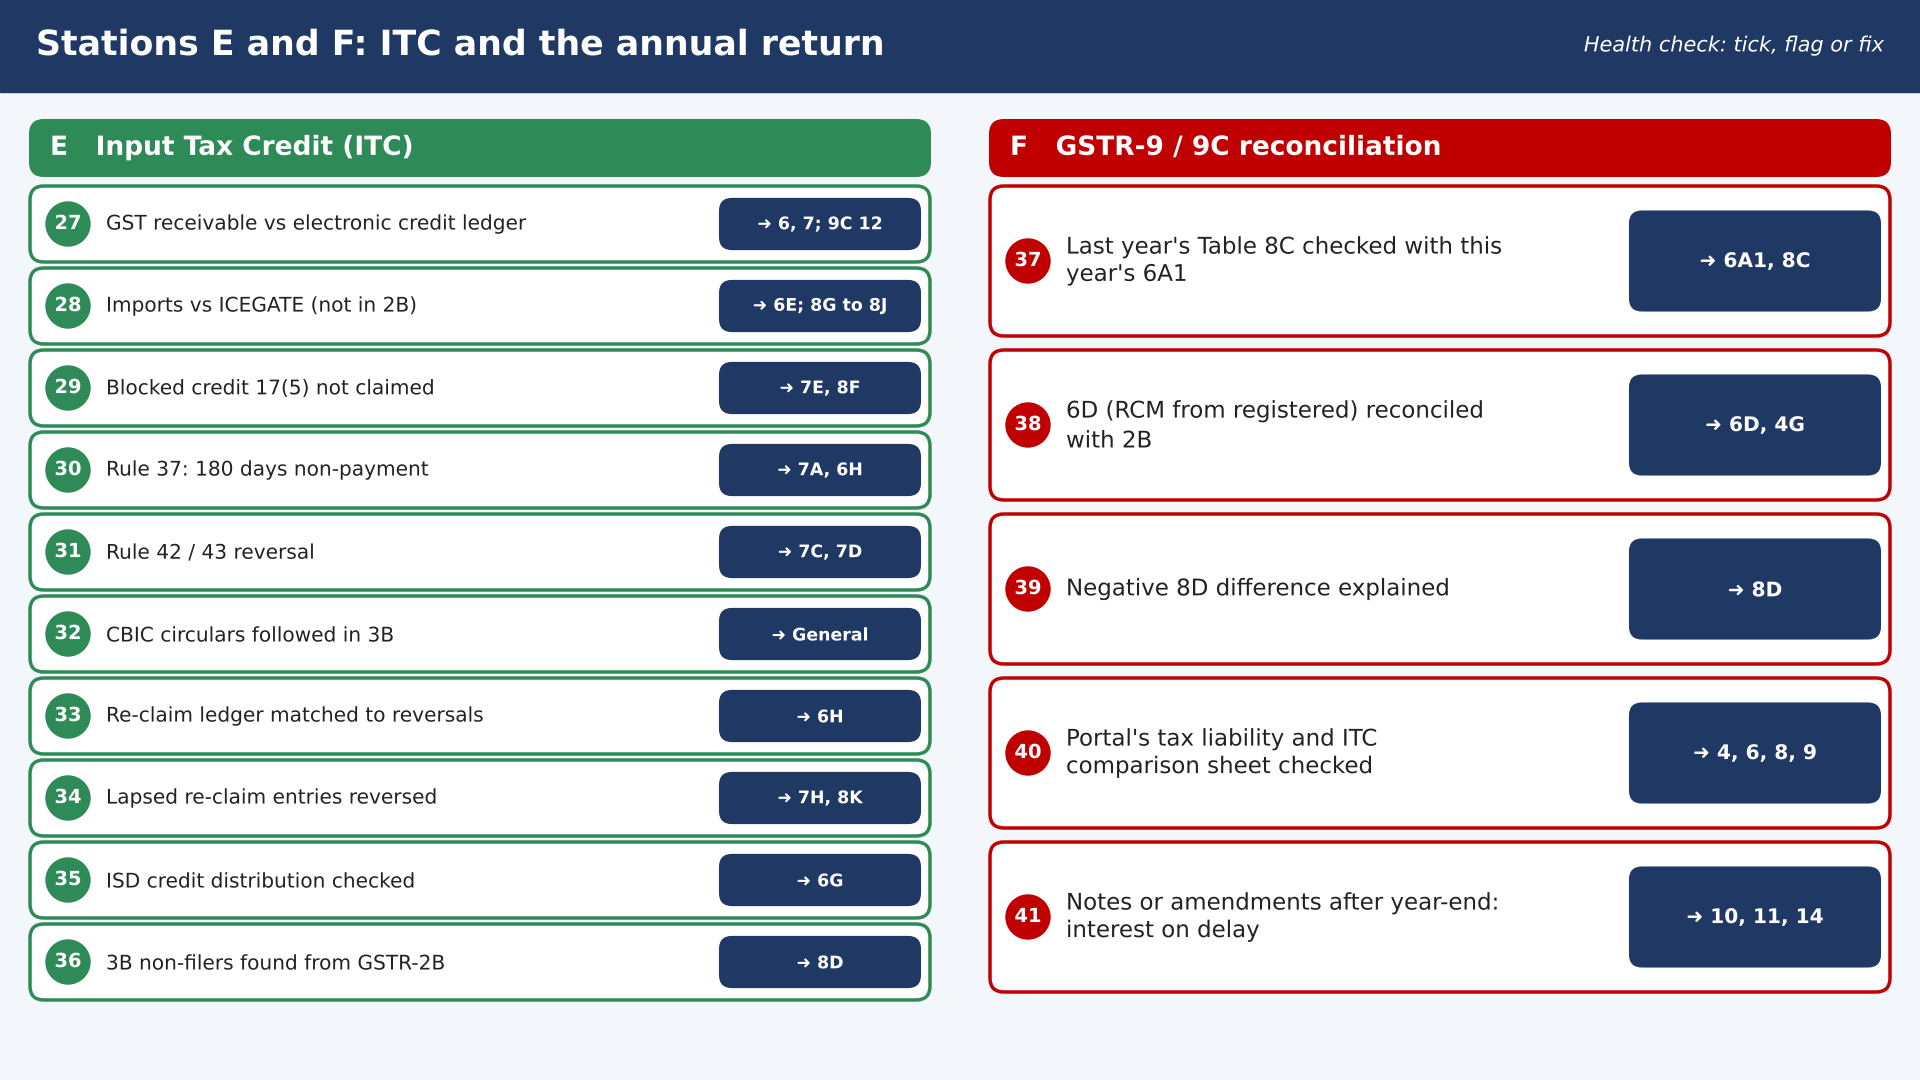 Stations E and F: ITC and the annual return
Health check: tick, flag or fix
E Input Tax Credit (ITC)
27 GST receivable vs electronic credit ledger → 6, 7; 9C 12
28 Imports vs ICEGATE (not in 2B) → 6E; 8G to 8J
29 Blocked credit 17(5) not claimed → 7E, 8F
30 Rule 37: 180 days non-payment → 7A, 6H
31 Rule 42 / 43 reversal → 7C, 7D
32 CBIC circulars followed in 3B → General
33 Re-claim ledger matched to reversals → 6H
34 Lapsed re-claim entries reversed → 7H, 8K
35 ISD credit distribution checked → 6G
36 3B non-filers found from GSTR-2B → 8D
F GSTR-9 / 9C reconciliation
37 Last year's Table 8C checked with this
year's 6A1
→ 6A1, 8C
38 6D (RCM from registered) reconciled
with 2B
→ 6D, 4G
39 Negative 8D difference explained → 8D
40 Portal's tax liability and ITC
comparison sheet checked
→ 4, 6, 8, 9
41 Notes or amendments after year-end:
interest on delay
→ 10, 11, 14